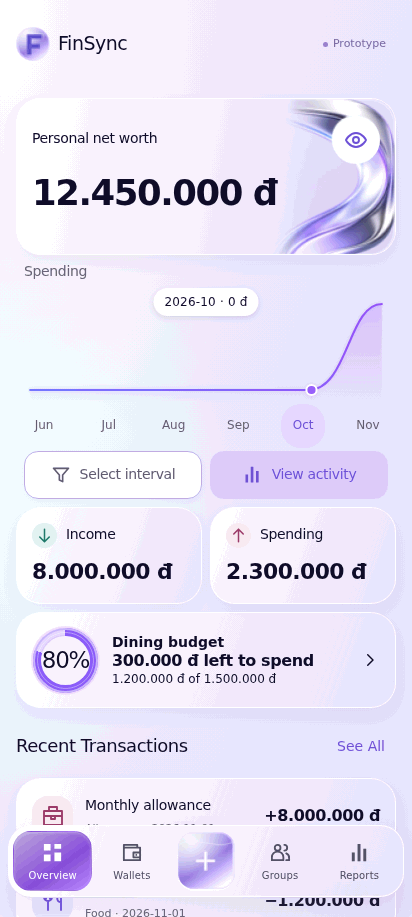 F FinSync
Prototype
Personal net worth
12.450.000 đ
Spending
2026-10 · 0 đ
Jun Jul Aug Sep Oct Nov
Select interval
View activity
Income
8.000.000 đ
Spending
2.300.000 đ
80%
Dining budget
300.000 đ left to spend
1.200.000 đ of 1.500.000 đ
Recent Transactions
See All
Monthly allowance
+8.000.000 đ
Overview
Wallets
Groups
Reports
−1.200.000 đ
Food · 2026-11-01